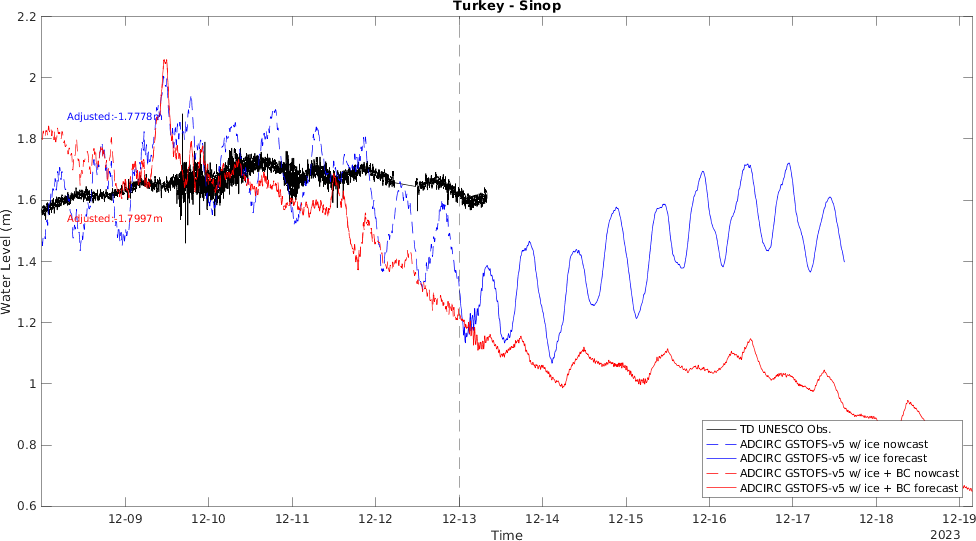 Turkey - Sinop
2.2
2
1.8
1.6
1.4
1.2
1
0.8
0.6
Water Level (m)
Adjusted:-1.7778m
Adjusted:-1.7997m
TD UNESCO Obs.
ADCIRC GSTOFS-v5 w/ ice nowcast
ADCIRC GSTOFS-v5 w/ ice forecast
ADCIRC GSTOFS-v5 w/ ice + BC nowcast
ADCIRC GSTOFS-v5 w/ ice + BC forecast
12-09 12-10 12-11 12-12 12-13 12-14 12-15 12-16 12-17 12-18 12-19
Time
2023